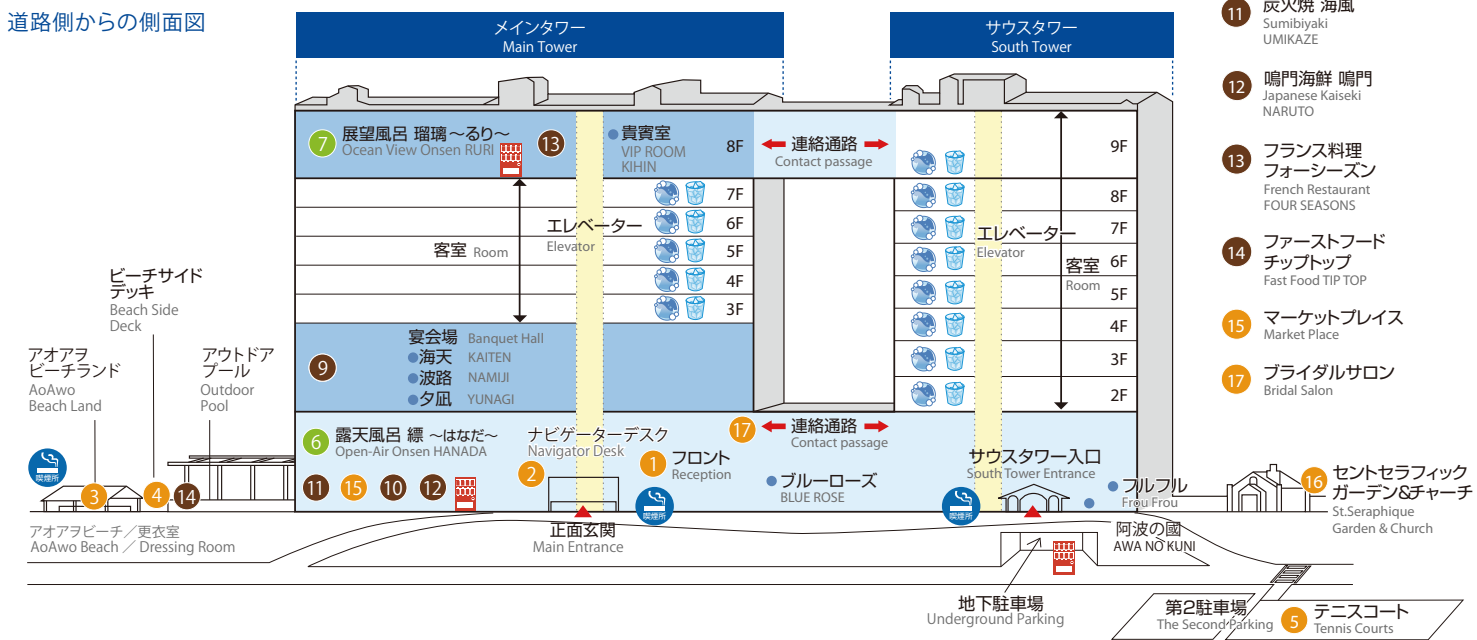 道路側からの側面図
メインタワー
Main Tower
サウスタワー
South Tower
7 展望風呂 瑠璃〜るり〜
Ocean View Onsen RURI
13
貴賓室
VIP ROOM
KIHIN
8F
連絡通路
Contact passage
9F
7F
6F
5F
4F
3F
エレベーター
Elevator
客室 Room
8F
7F
6F
5F
4F
3F
2F
エレベーター
Elevator
客室
Room
9
宴会場 Banquet Hall
海天 KAITEN
波路 NAMIJI
夕凪 YUNAGI
ビーチサイド
デッキ
Beach Side
Deck
アオアヲ
ビーチランド
AoAwo
Beach Land
アウトドア
プール
Outdoor
Pool
喫煙所
3
4
14
6 露天風呂 縹 〜はなだ〜
Open-Air Onsen HANADA
11 15 10 12
ナビゲーターデスク
Navigator Desk
2
1 フロント
Reception
喫煙所
17
連絡通路
Contact passage
ブルーローズ
BLUE ROSE
サウスタワー入口
South Tower Entrance
喫煙所
フルフル
Frou Frou
アオアヲビーチ／更衣室
AoAwo Beach ／ Dressing Room
正面玄関
Main Entrance
阿波の國
AWA NO KUNI
地下駐車場
Underground Parking
第2駐車場
The Second Parking
5 テニスコート
Tennis Courts
16 セントセラフィック
ガーデン&チャーチ
St.Seraphique
Garden & Church
11 炭火焼 海風
Sumibiyaki
UMIKAZE
12 鳴門海鮮 鳴門
Japanese Kaiseki
NARUTO
13 フランス料理
フォーシーズン
French Restaurant
FOUR SEASONS
14 ファーストフード
チップトップ
Fast Food TIP TOP
15 マーケットプレイス
Market Place
17 ブライダルサロン
Bridal Salon